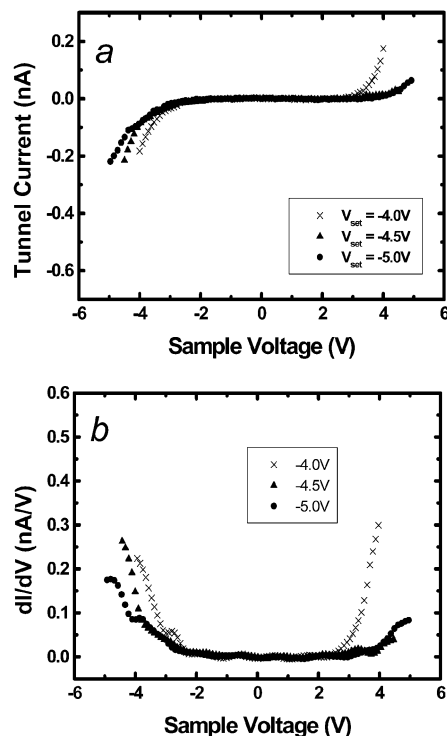 a
0.2
0.0
-0.2
-0.4
-0.6
Tunnel Current (nA)
V_set = -4.0V
V_set = -4.5V
V_set = -5.0V
-6 -4 -2 0 2 4 6
Sample Voltage (V)
b
0.6
0.5
0.4
0.3
0.2
0.1
0.0
dI/dV (nA/V)
-4.0V
-4.5V
-5.0V
-6 -4 -2 0 2 4 6
Sample Voltage (V)